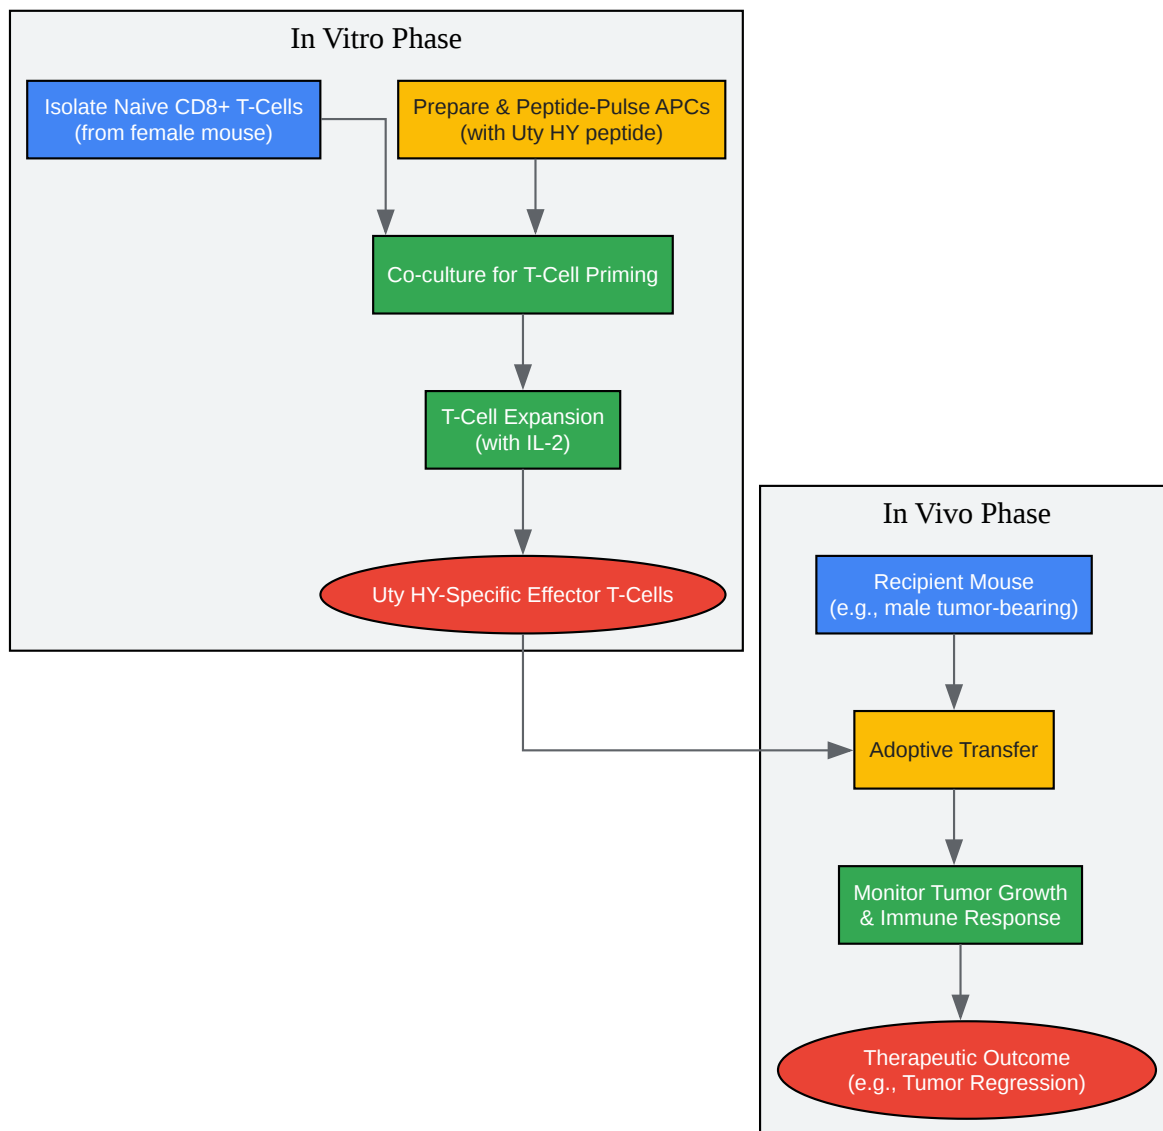 In Vitro Phase
Isolate Naive CD8+ T-Cells
(from female mouse)
Prepare & Peptide-Pulse APCs
(with Uty HY peptide)
Co-culture for T-Cell Priming
T-Cell Expansion
(with IL-2)
Uty HY-Specific Effector T-Cells
In Vivo Phase
Recipient Mouse
(e.g., male tumor-bearing)
Adoptive Transfer
Monitor Tumor Growth
& Immune Response
Therapeutic Outcome
(e.g., Tumor Regression)